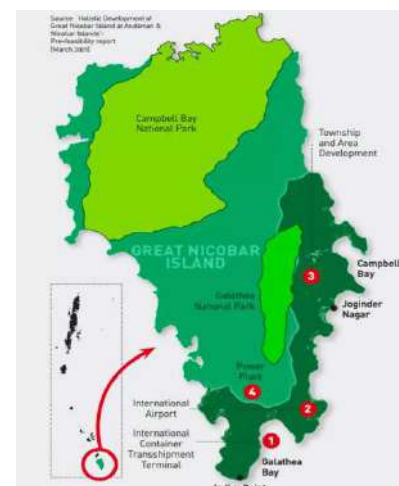 Source: Holistic Development of
Great Nicobar Island at Andaman &
Nicobar Islands'-
Pre-feasibility report
(March 2021)
Campbell Bay
National Park
Township
and Area
Development
GREAT NICOBAR
ISLAND
Campbell
Bay
3
Galathea
National Park
Joginder
Nagar
Power
Plant
4
International
Airport
2
International
Container
Transshipment
Terminal
1
Galathea
Bay